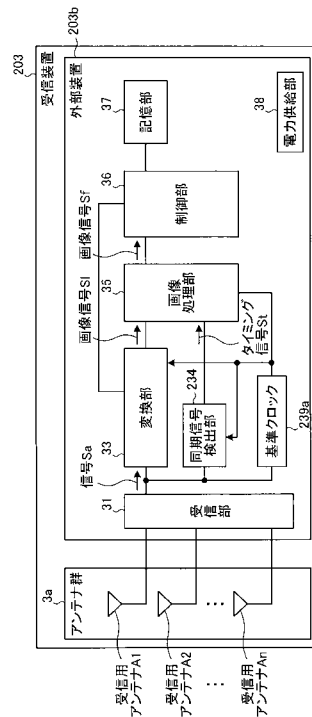 203
受信装置
203b
外部装置
3a
アンテナ群
受信用
アンテナA1
受信用
アンテナA2
受信用
アンテナAn
31
受信部
信号Sa
33
変換部
234
同期信号
検出部
基準クロック
239a
画像信号Sl
35
画像
処理部
タイミング
信号St
画像信号Sf
36
制御部
37
記憶部
38
電力供給部